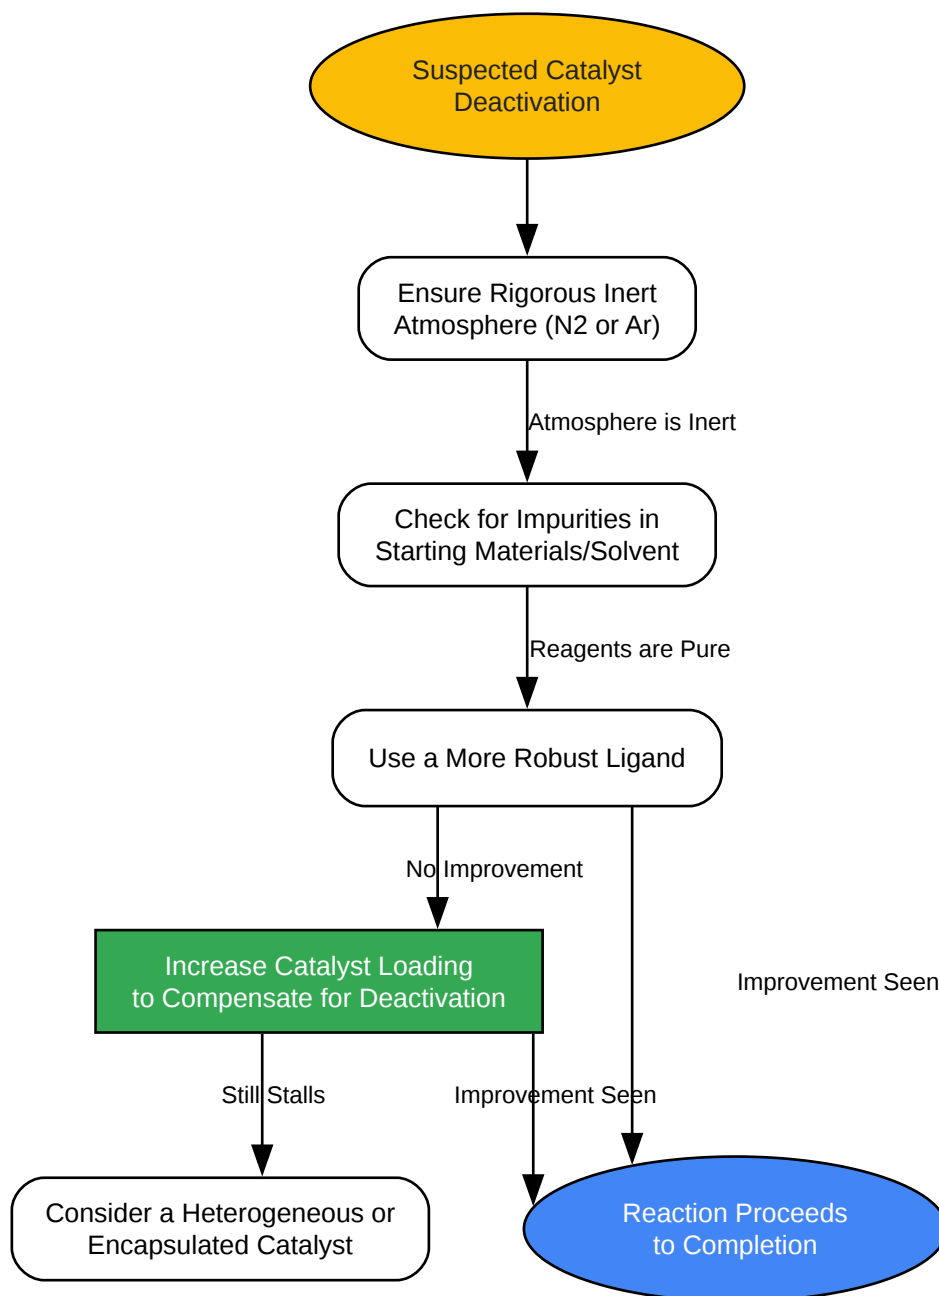 Suspected Catalyst
Deactivation
Ensure Rigorous Inert
Atmosphere (N2 or Ar)
Atmosphere is Inert
Check for Impurities in
Starting Materials/Solvent
Reagents are Pure
Use a More Robust Ligand
No Improvement
Increase Catalyst Loading
to Compensate for Deactivation
Improvement Seen
Still Stalls
Improvement Seen
Consider a Heterogeneous or
Encapsulated Catalyst
Reaction Proceeds
to Completion